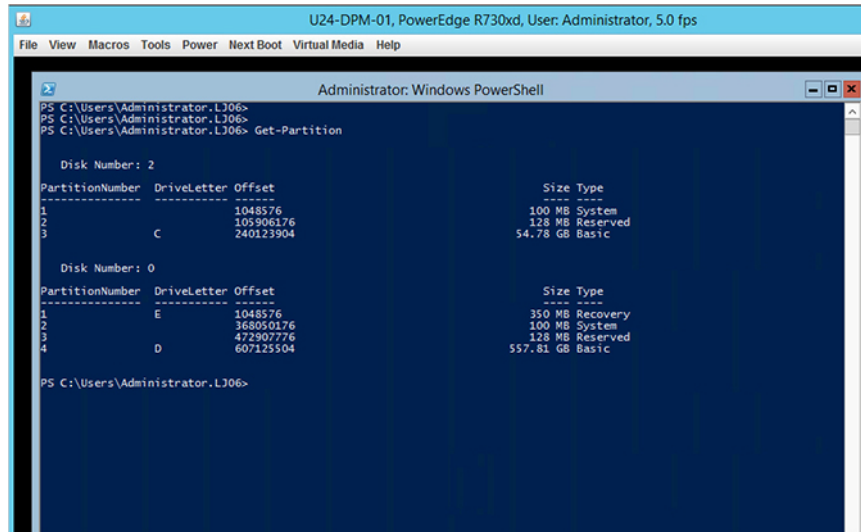 U24-DPM-01, PowerEdge R730xd, User: Administrator, 5.0 fps
File View Macros Tools Power Next Boot Virtual Media Help
Administrator: Windows PowerShell
PS C:\Users\Administrator.LJ06>
PS C:\Users\Administrator.LJ06>
PS C:\Users\Administrator.LJ06> Get-Partition
Disk Number: 2
PartitionNumber DriveLetter Offset Size Type
--------------- ----------- ------ ---- ----
1 1048576 100 MB System
2 105906176 128 MB Reserved
3 C 240123904 54.78 GB Basic
Disk Number: 0
PartitionNumber DriveLetter Offset Size Type
--------------- ----------- ------ ---- ----
1 E 1048576 350 MB Recovery
2 368050176 100 MB System
3 472907776 128 MB Reserved
4 D 607125504 557.81 GB Basic
PS C:\Users\Administrator.LJ06>